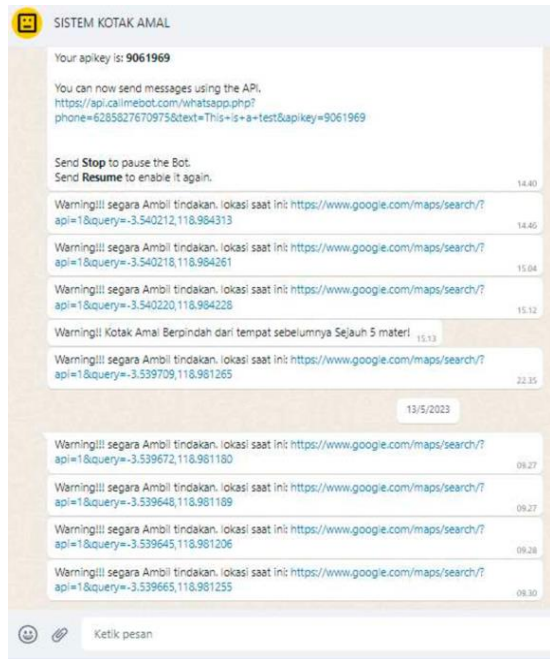 SISTEM KOTAK AMAL
Your apikey is: 9061969
You can now send messages using the API.
https://api.callmebot.com/whatsapp.php?
phone=6285827670975&text=This+is+a+test&apikey=9061969
Send Stop to pause the Bot.
Send Resume to enable it again.
14.40
Warning!!! segara Ambil tindakan. lokasi saat ini: https://www.google.com/maps/search/?
api=1&query=-3.540212,118.984313
14.46
Warning!!! segara Ambil tindakan. lokasi saat ini: https://www.google.com/maps/search/?
api=1&query=-3.540218,118.984261
15.04
Warning!!! segara Ambil tindakan. lokasi saat ini: https://www.google.com/maps/search/?
api=1&query=-3.540220,118.984228
15.12
Warning!! Kotak Amal Berpindah dari tempat sebelumnya Sejauh 5 mater! 15.13
Warning!!! segara Ambil tindakan. lokasi saat ini: https://www.google.com/maps/search/?
api=1&query=-3.539709,118.981265
22.35
13/5/2023
Warning!!! segara Ambil tindakan. lokasi saat ini: https://www.google.com/maps/search/?
api=1&query=-3.539672,118.981180
09.27
Warning!!! segara Ambil tindakan. lokasi saat ini: https://www.google.com/maps/search/?
api=1&query=-3.539648,118.981189
09.27
Warning!!! segara Ambil tindakan. lokasi saat ini: https://www.google.com/maps/search/?
api=1&query=-3.539645,118.981206
09.28
Warning!!! segara Ambil tindakan. lokasi saat ini: https://www.google.com/maps/search/?
api=1&query=-3.539665,118.981255
09.30
Ketik pesan